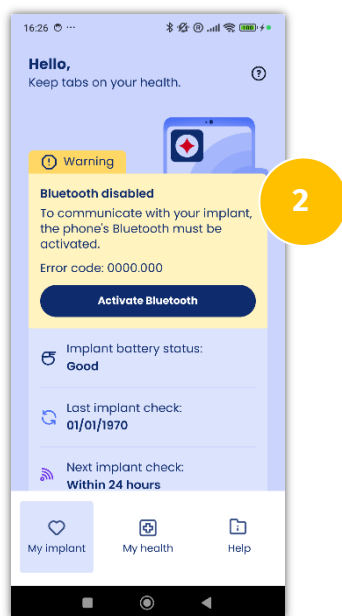 16:26
Hello,
Keep tabs on your health.
Warning
2
Bluetooth disabled
To communicate with your implant,
the phone's Bluetooth must be
activated.
Error code: 0000.000
Activate Bluetooth
Implant battery status:
Good
Last implant check:
01/01/1970
Next implant check:
Within 24 hours
My implant My health Help